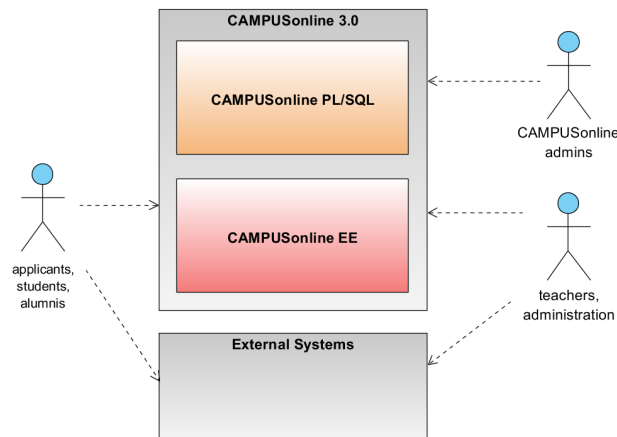 CAMPUSonline 3.0
CAMPUSonline PL/SQL
CAMPUSonline EE
CAMPUSonline
admins
applicants,
students,
alumnis
teachers,
administration
External Systems